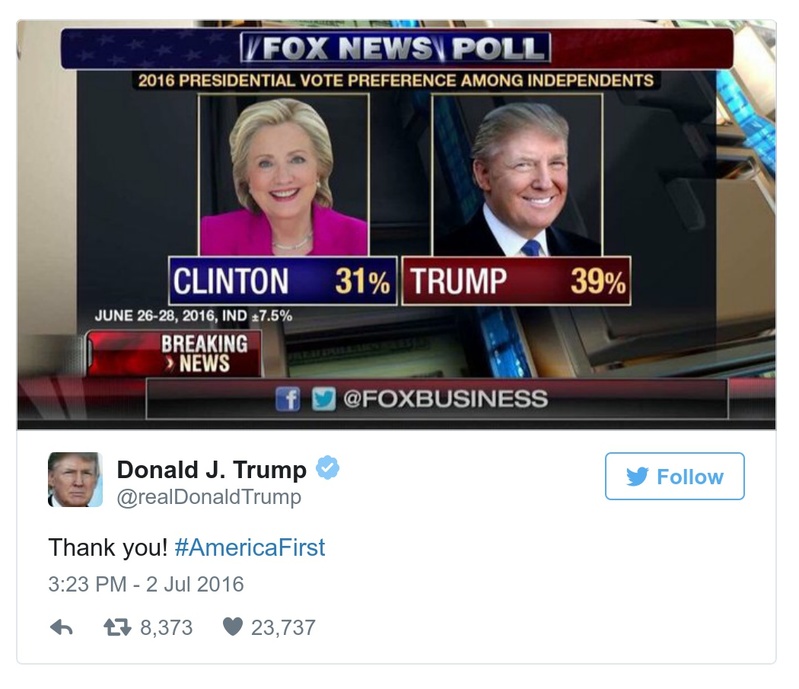 FOX NEWS POLL
2016 PRESIDENTIAL VOTE PREFERENCE AMONG INDEPENDENTS
CLINTON 31% TRUMP 39%
JUNE 26-28, 2016, IND ±7.5%
BREAKING
› NEWS
f @FOXBUSINESS
Donald J. Trump
@realDonaldTrump
Follow
Thank you! #AmericaFirst
3:23 PM - 2 Jul 2016
8,373 23,737